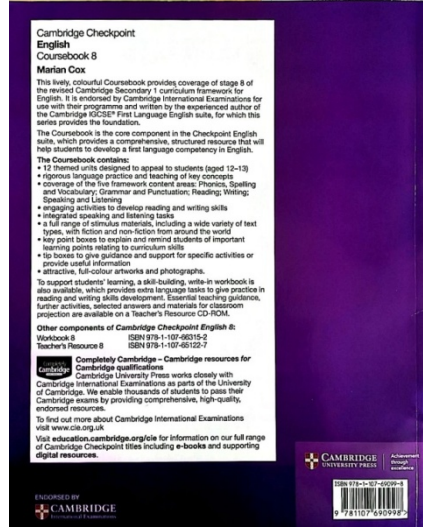 Cambridge Checkpoint
English
Coursebook 8
Marian Cox
This lively, colourful Coursebook provides coverage of stage 8 of
the revised Cambridge Secondary 1 curriculum framework for
English. It is endorsed by Cambridge International Examinations for
use with their programme and written by the experienced author of
the Cambridge IGCSE® First Language English suite, for which this
series provides the foundation.
The Coursebook is the core component in the Checkpoint English
suite, which provides a comprehensive, structured resource that will
help students to develop a first language competency in English.
The Coursebook contains:
• 12 themed units designed to appeal to students (aged 12–13)
• rigorous language practice and teaching of key concepts
• coverage of the five framework content areas: Phonics, Spelling
and Vocabulary; Grammar and Punctuation; Reading; Writing;
Speaking and Listening
• engaging activities to develop reading and writing skills
• integrated speaking and listening tasks
• a full range of stimulus materials, including a wide variety of text
types, with fiction and non-fiction from around the world
• key point boxes to explain and remind students of important
learning points relating to curriculum skills
• tip boxes to give guidance and support for specific activities or
provide useful information
• attractive, full-colour artworks and photographs.
To support students' learning, a skill-building, write-in workbook is
also available, which provides extra language tasks to give practice in
reading and writing skills development. Essential teaching guidance,
further activities, selected answers and materials for classroom
projection are available on a Teacher's Resource CD-ROM.
Other components of Cambridge Checkpoint English 8:
Workbook 8 ISBN 978-1-107-66315-2
Teacher's Resource 8 ISBN 978-1-107-65122-7
Completely
Cambridge
Completely Cambridge – Cambridge resources for
Cambridge qualifications
Cambridge University Press works closely with
Cambridge International Examinations as parts of the University
of Cambridge. We enable thousands of students to pass their
Cambridge exams by providing comprehensive, high-quality,
endorsed resources.
To find out more about Cambridge International Examinations
visit www.cie.org.uk
Visit education.cambridge.org/cie for information on our full range
of Cambridge Checkpoint titles including e-books and supporting
digital resources.
CAMBRIDGE
UNIVERSITY PRESS
Achievement
through
excellence
ISBN 978-1-107-69099-8
9 781107 690998 >
ENDORSED BY
CAMBRIDGE
International Examinations